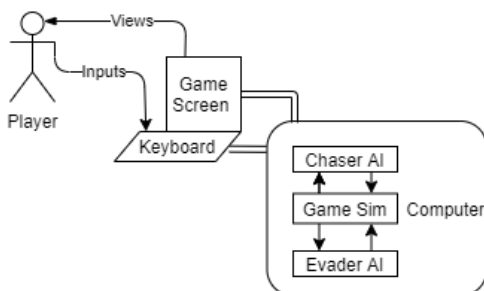 Views
Inputs
Player
Game
Screen
Keyboard
Chaser AI
Game Sim
Computer
Evader AI